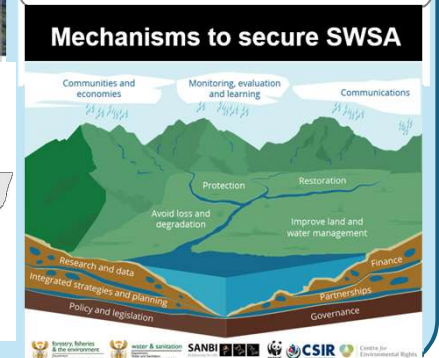 Mechanisms to secure SWSA
Communities and
economies
Monitoring, evaluation
and learning
Communications
Protection
Restoration
Avoid loss and
degradation
Improve land and
water management
Research and data
Finance
Integrated strategies and planning
Partnerships
Policy and legislation
Governance
forestry, fisheries
& the environment
water & sanitation
SANBI
WWF
CSIR
Centre for
Environmental Rights